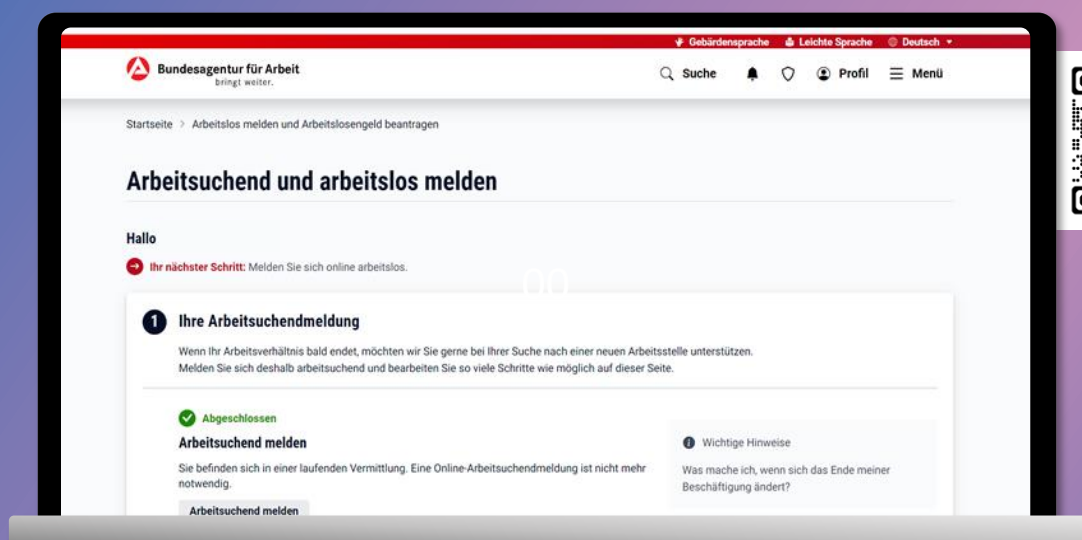 Gebärdensprache Leichte Sprache Deutsch
Bundesagentur für Arbeit
bringt weiter.
Suche Profil Menü
Startseite > Arbeitslos melden und Arbeitslosengeld beantragen
Arbeitsuchend und arbeitslos melden
Hallo
Ihr nächster Schritt: Melden Sie sich online arbeitslos.
00
1 Ihre Arbeitsuchendmeldung
Wenn Ihr Arbeitsverhältnis bald endet, möchten wir Sie gerne bei Ihrer Suche nach einer neuen Arbeitsstelle unterstützen.
Melden Sie sich deshalb arbeitsuchend und bearbeiten Sie so viele Schritte wie möglich auf dieser Seite.
Abgeschlossen
Arbeitsuchend melden
Sie befinden sich in einer laufenden Vermittlung. Eine Online-Arbeitsuchendmeldung ist nicht mehr
notwendig.
Arbeitsuchend melden
Wichtige Hinweise
Was mache ich, wenn sich das Ende meiner
Beschäftigung ändert?